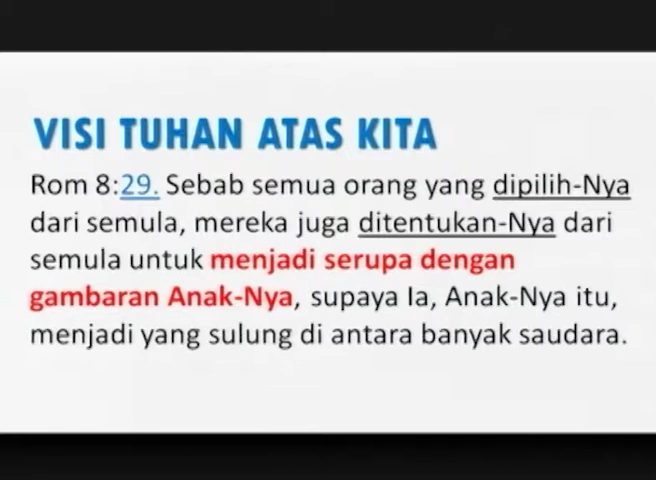 VISI TUHAN ATAS KITA
Rom 8:29. Sebab semua orang yang dipilih-Nya
dari semula, mereka juga ditentukan-Nya dari
semula untuk menjadi serupa dengan
gambaran Anak-Nya, supaya Ia, Anak-Nya itu,
menjadi yang sulung di antara banyak saudara.